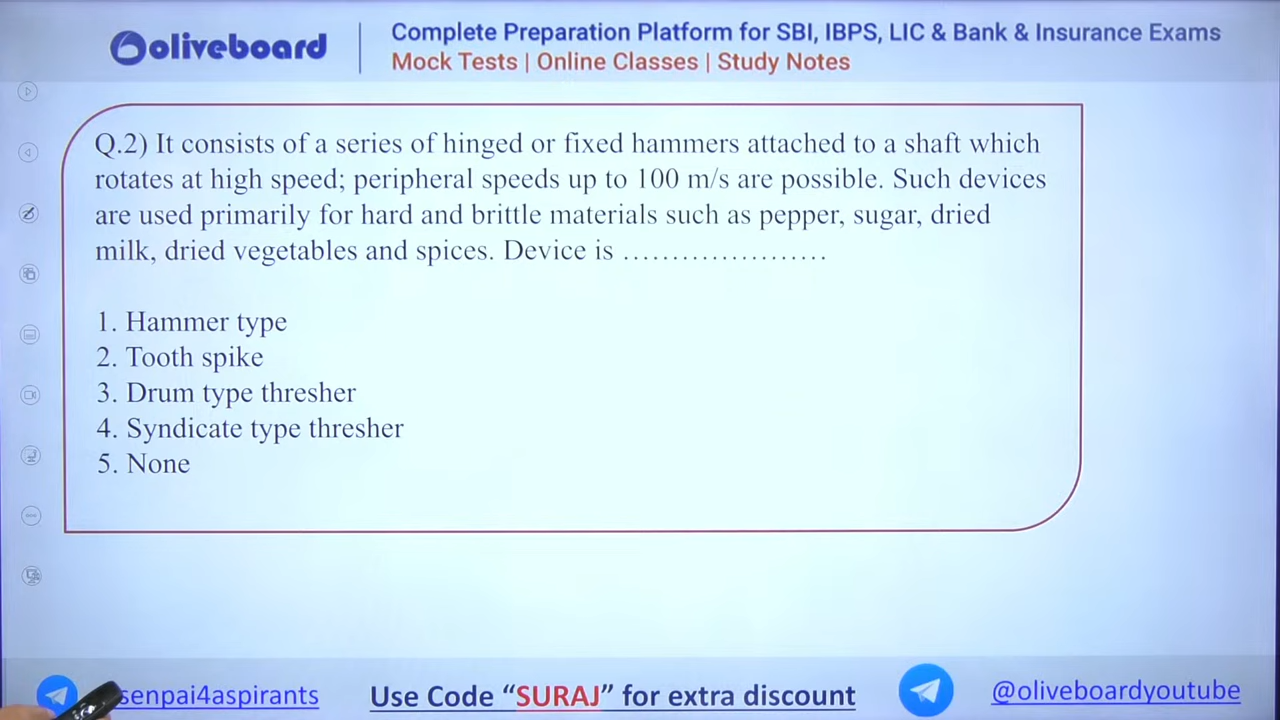 oliveboard
Complete Preparation Platform for SBI, IBPS, LIC & Bank & Insurance Exams
Mock Tests | Online Classes | Study Notes
Q.2) It consists of a series of hinged or fixed hammers attached to a shaft which
rotates at high speed; peripheral speeds up to 100 m/s are possible. Such devices
are used primarily for hard and brittle materials such as pepper, sugar, dried
milk, dried vegetables and spices. Device is .....................
1. Hammer type
2. Tooth spike
3. Drum type thresher
4. Syndicate type thresher
5. None
senpai4aspirants
Use Code “SURAJ” for extra discount
@oliveboardyoutube